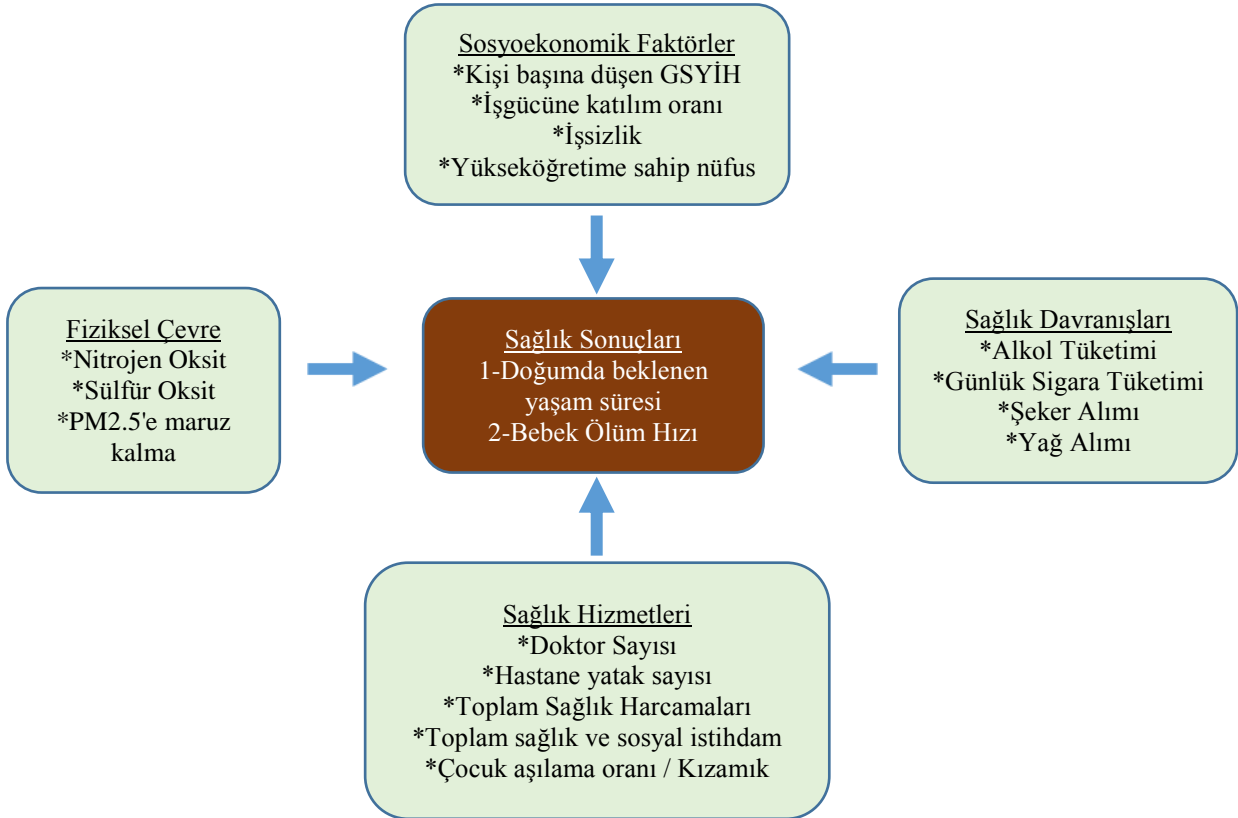 Sosyoekonomik Faktörler
*Kişi başına düşen GSYİH
*İşgücüne katılım oranı
*İşsizlik
*Yükseköğretime sahip nüfus
Fiziksel Çevre
*Nitrojen Oksit
*Sülfür Oksit
*PM2.5'e maruz
kalma
Sağlık Sonuçları
1-Doğumda beklenen
yaşam süresi
2-Bebek Ölüm Hızı
Sağlık Davranışları
*Alkol Tüketimi
*Günlük Sigara Tüketimi
*Şeker Alımı
*Yağ Alımı
Sağlık Hizmetleri
*Doktor Sayısı
*Hastane yatak sayısı
*Toplam Sağlık Harcamaları
*Toplam sağlık ve sosyal istihdam
*Çocuk aşılama oranı / Kızamık